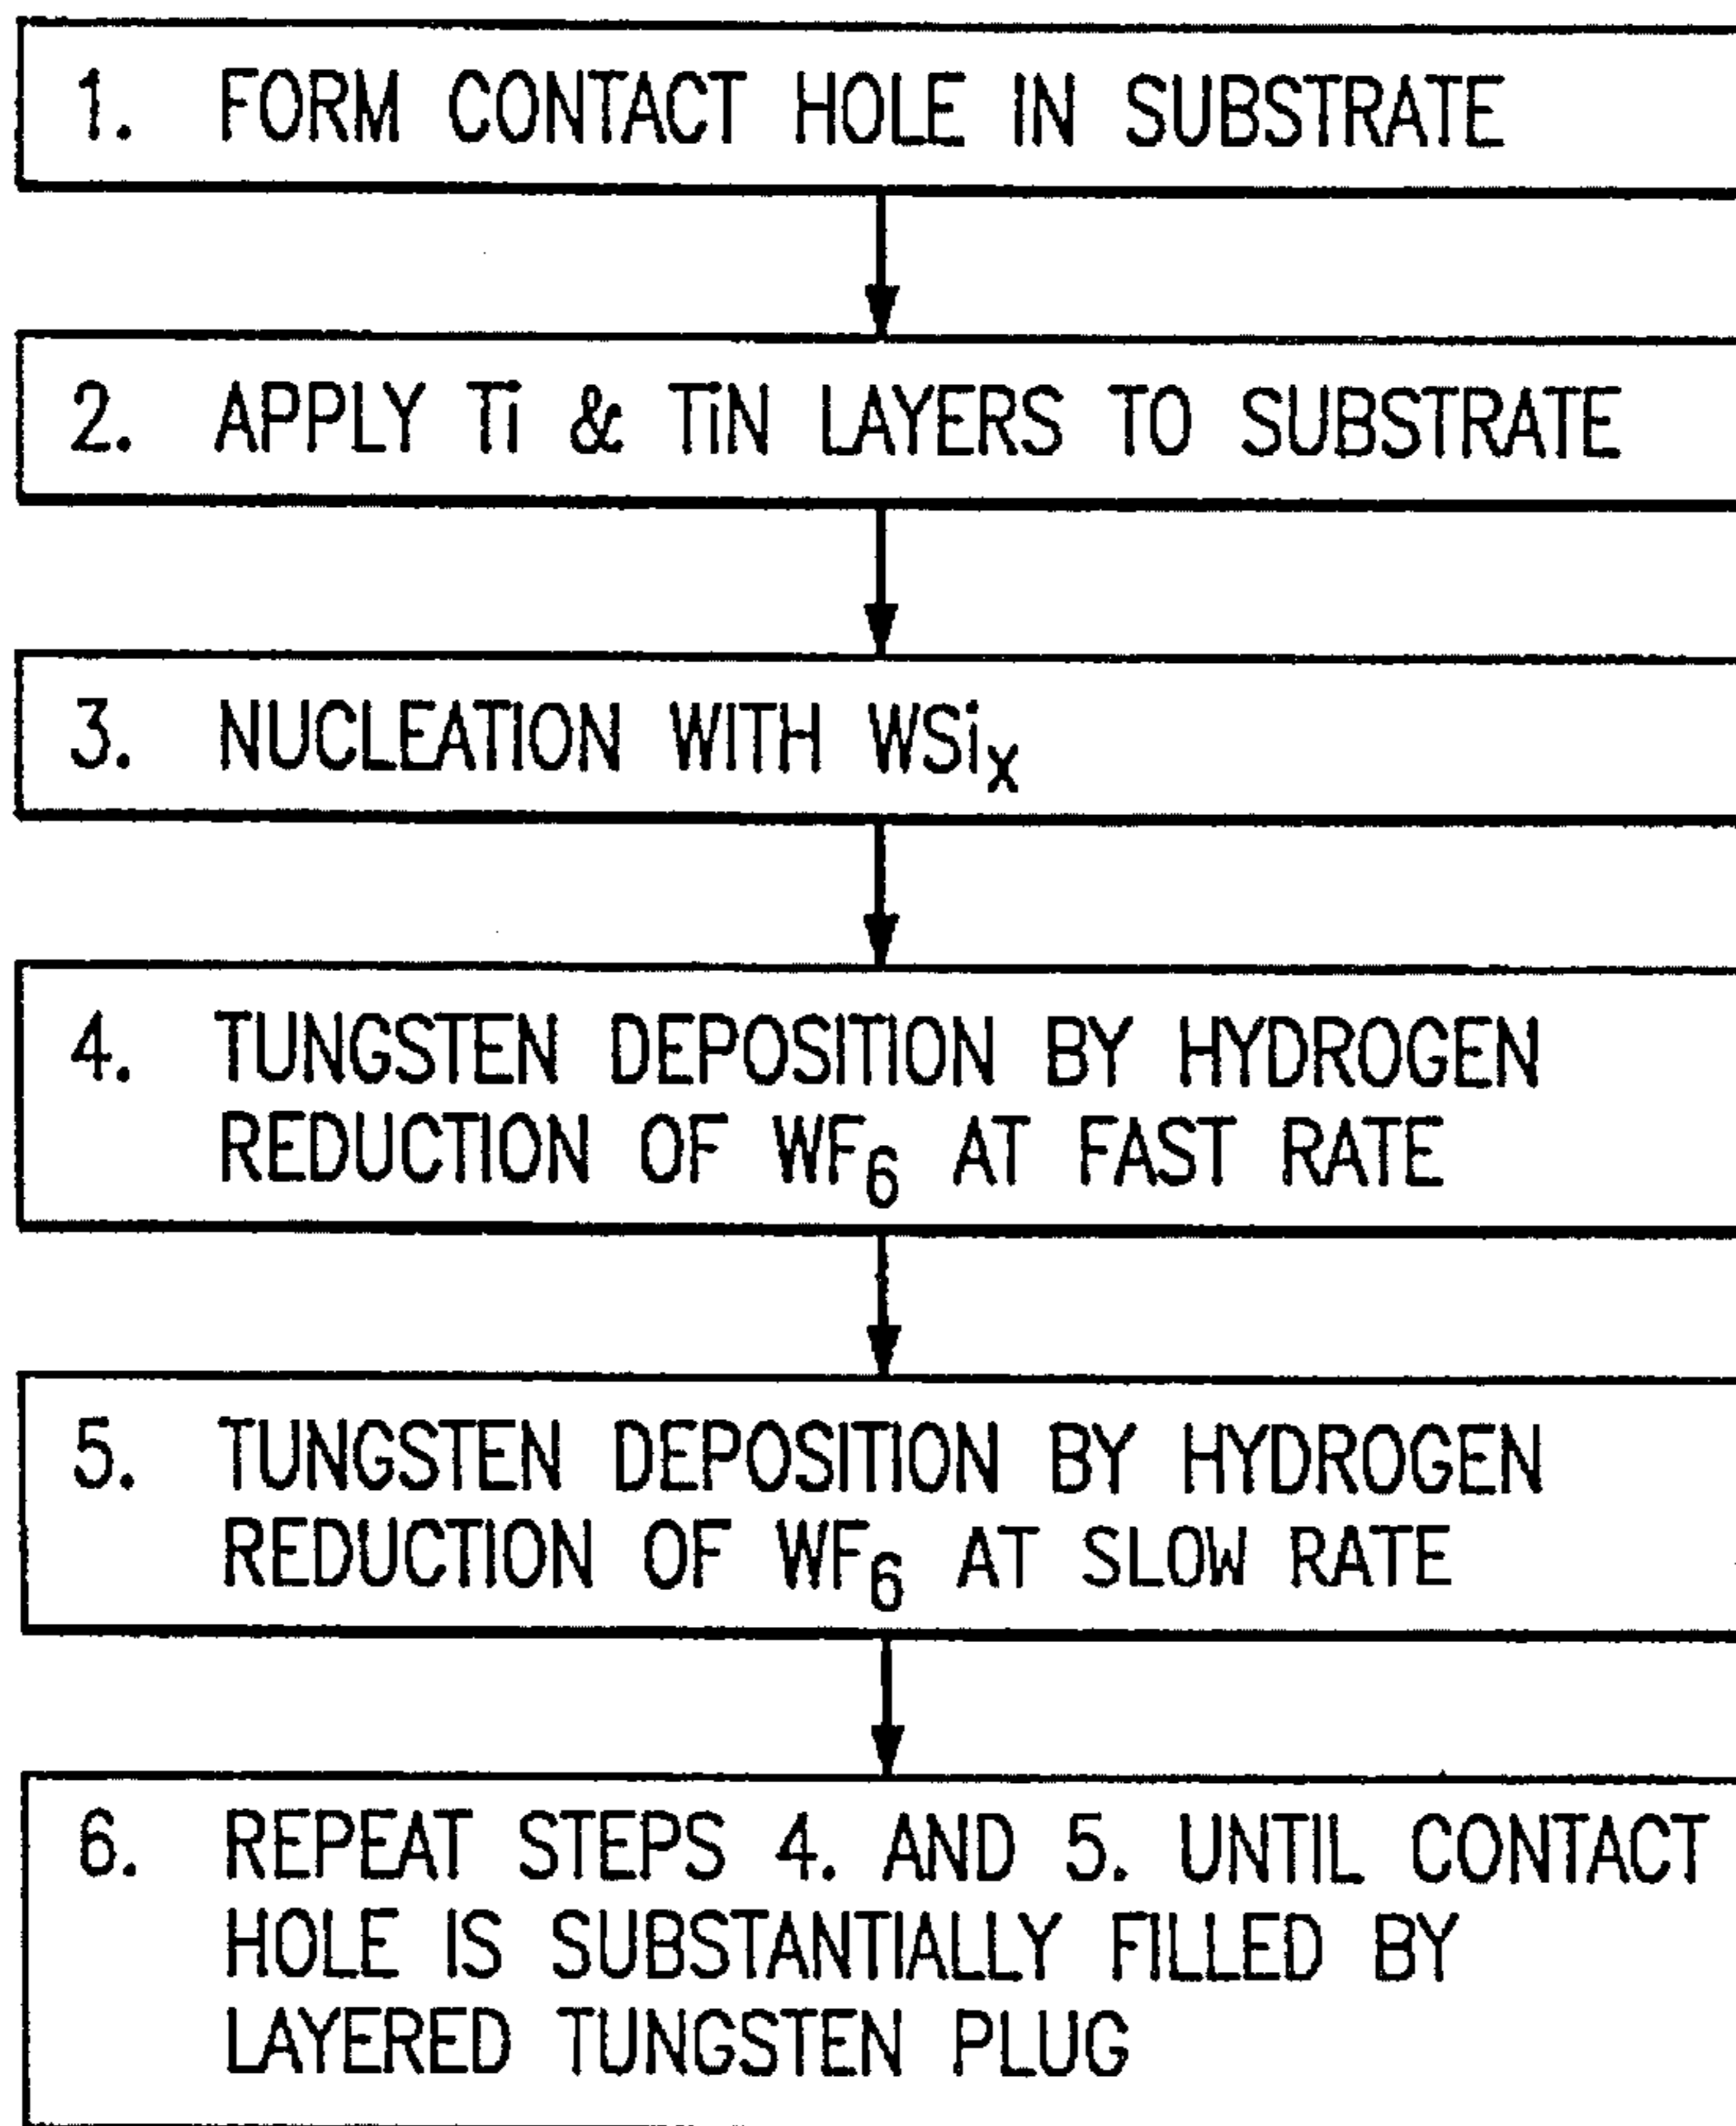 1. FORM CONTACT HOLE IN SUBSTRATE
2. APPLY Ti & TiN LAYERS TO SUBSTRATE
3. NUCLEATION WITH WSiₓ
4. TUNGSTEN DEPOSITION BY HYDROGEN
REDUCTION OF WF₆ AT FAST RATE
5. TUNGSTEN DEPOSITION BY HYDROGEN
REDUCTION OF WF₆ AT SLOW RATE
6. REPEAT STEPS 4. AND 5. UNTIL CONTACT
HOLE IS SUBSTANTIALLY FILLED BY
LAYERED TUNGSTEN PLUG